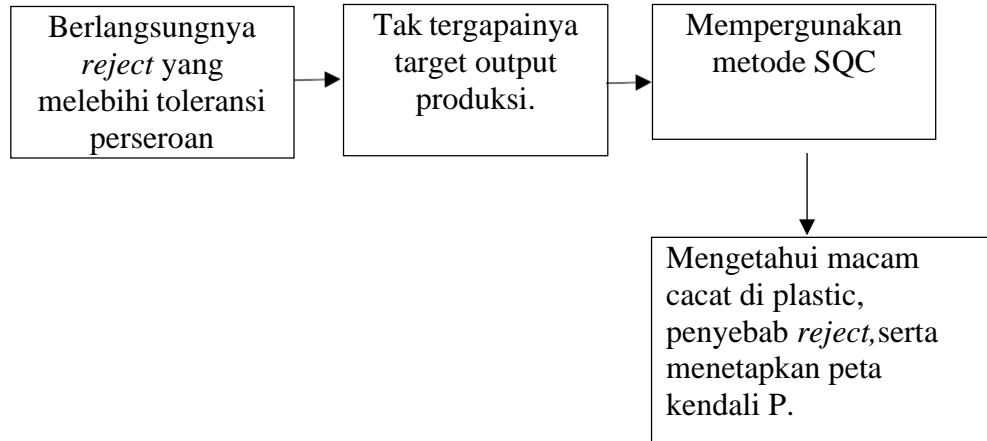 Berlangsungnya
reject yang
melebihi toleransi
perseroan
Tak tergapainya
target output
produksi.
Mempergunakan
metode SQC
Mengetahui macam
cacat di plastic,
penyebab reject,serta
menetapkan peta
kendali P.